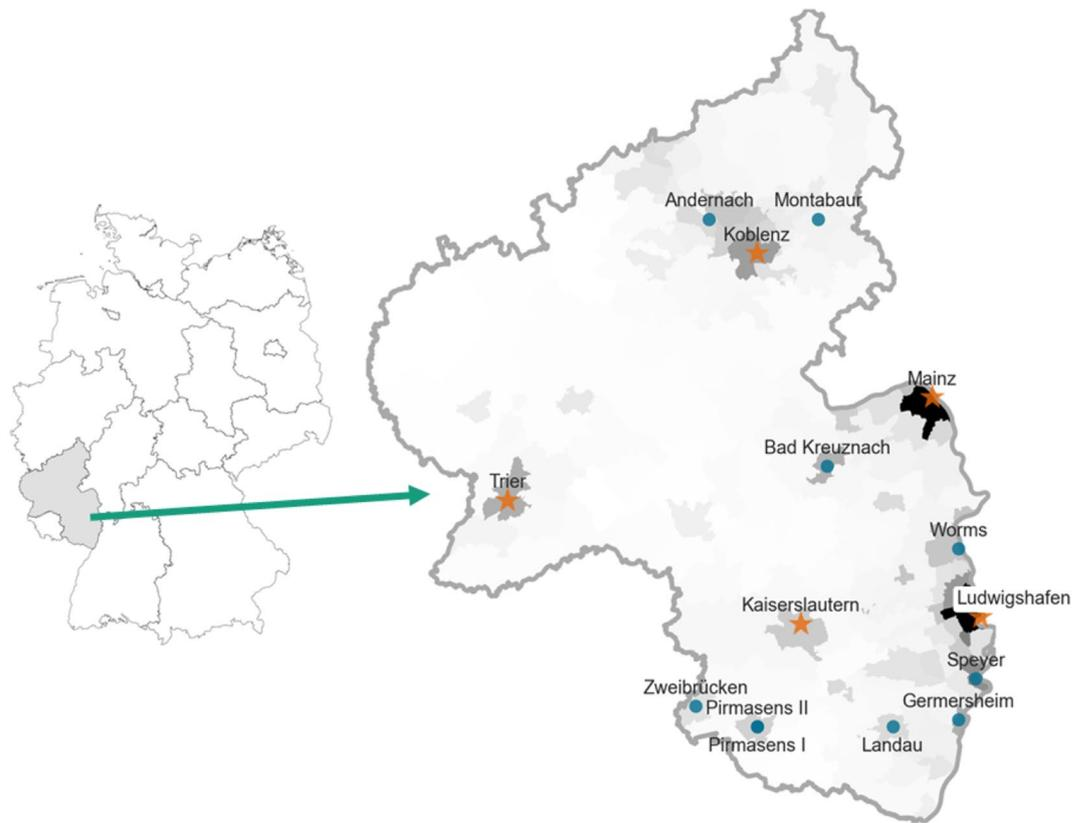 Andernach
Montabaur
Koblenz
Mainz
Bad Kreuznach
Trier
Worms
Ludwigshafen
Kaiserslautern
Speyer
Zweibrücken
Germersheim
Pirmasens II
Pirmasens I
Landau